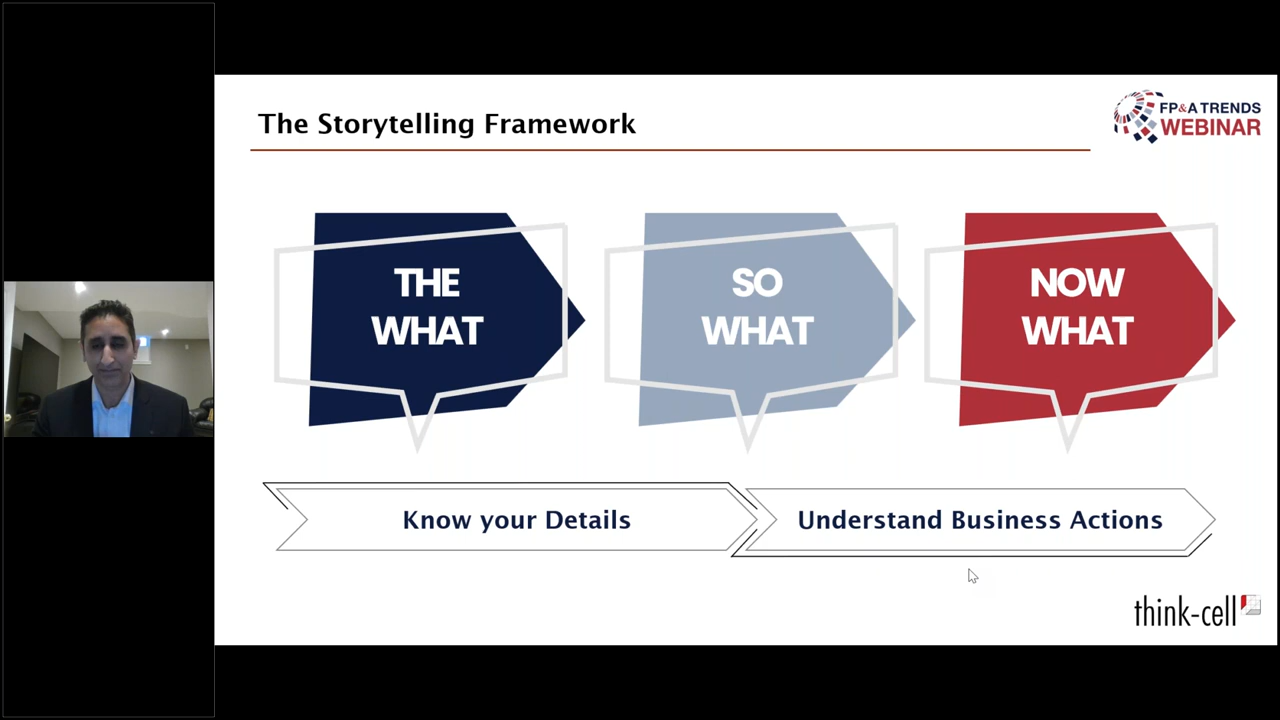 The Storytelling Framework
FP&A TRENDS
WEBINAR
THE
WHAT
SO
WHAT
NOW
WHAT
Know your Details
Understand Business Actions
think-cell